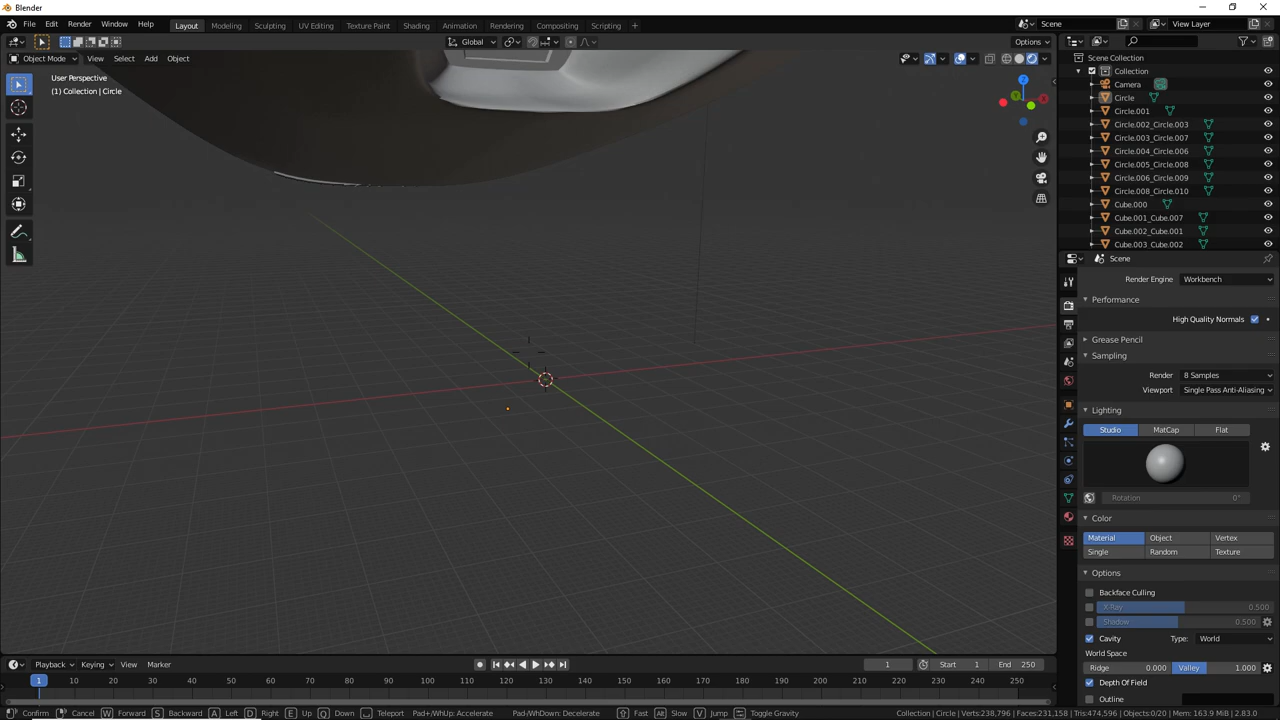 Blender
File Edit Render Window Help
Layout Modeling Sculpting UV Editing Texture Paint Shading Animation Rendering Compositing Scripting +
Scene
View Layer
Global
Options
Object Mode View Select Add Object
User Perspective
(1) Collection | Circle
Scene Collection
Collection
Camera
Circle
Circle.001
Circle.002_Circle.003
Circle.003_Circle.007
Circle.004_Circle.006
Circle.005_Circle.008
Circle.006_Circle.009
Circle.008_Circle.010
Cube.000
Cube.001_Cube.007
Cube.002_Cube.001
Cube.003_Cube.002
Z
Y
X
Scene
Render Engine Workbench
Performance
High Quality Normals
Grease Pencil
Sampling
Render 8 Samples
Viewport Single Pass Anti-Aliasing
Lighting
Studio MatCap Flat
Rotation 0°
Color
Material Object Vertex
Single Random Texture
Options
Backface Culling
X-Ray 0.500
Shadow 0.500
Cavity Type: World
World Space
Ridge 0.000 Valley 1.000
Depth Of Field
Outline
Playback Keying View Marker
1 Start 1 End 250
1 10 20 30 40 50 60 70 80 90 100 110 120 130 140 150 160 170 180 190 200 210 220 230 240 250
Confirm Cancel W Forward S Backward A Left D Right E Up Q Down Teleport Pad+/WhUp: Accelerate Pad-/WhDown: Decelerate Fast Alt Slow V Jump Toggle Gravity
Collection | Circle | Verts:238,796 | Faces:231,158 | Tris:474,596 | Objects:0/20 | Mem: 163.9 MiB | 2.83.0